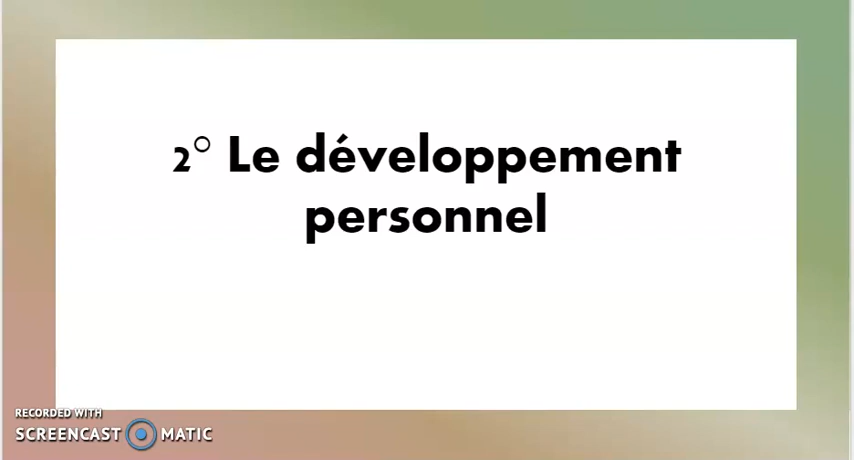 2° Le développement
personnel
RECORDED WITH
SCREENCAST MATIC